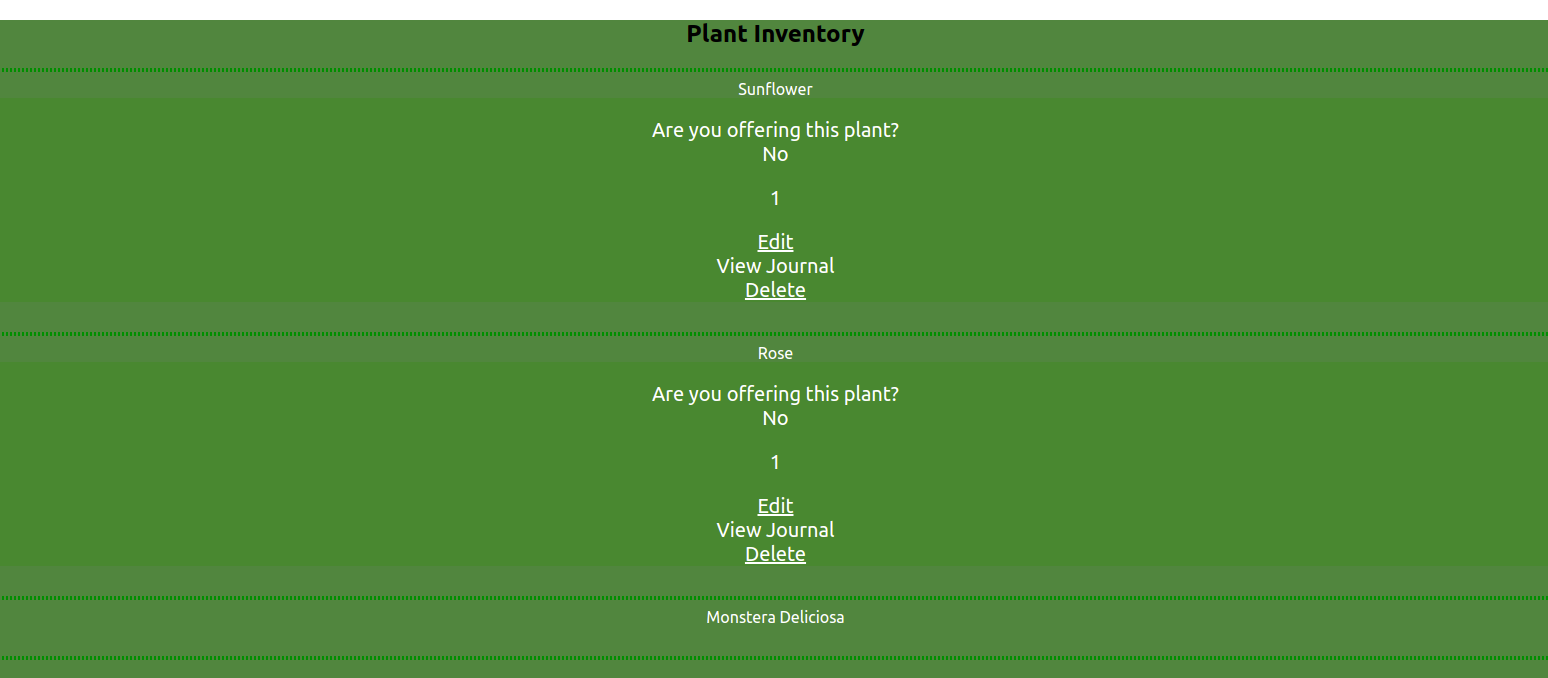 Plant Inventory
Sunflower
Are you offering this plant?
No
1
Edit
View Journal
Delete
Rose
Are you offering this plant?
No
1
Edit
View Journal
Delete
Monstera Deliciosa